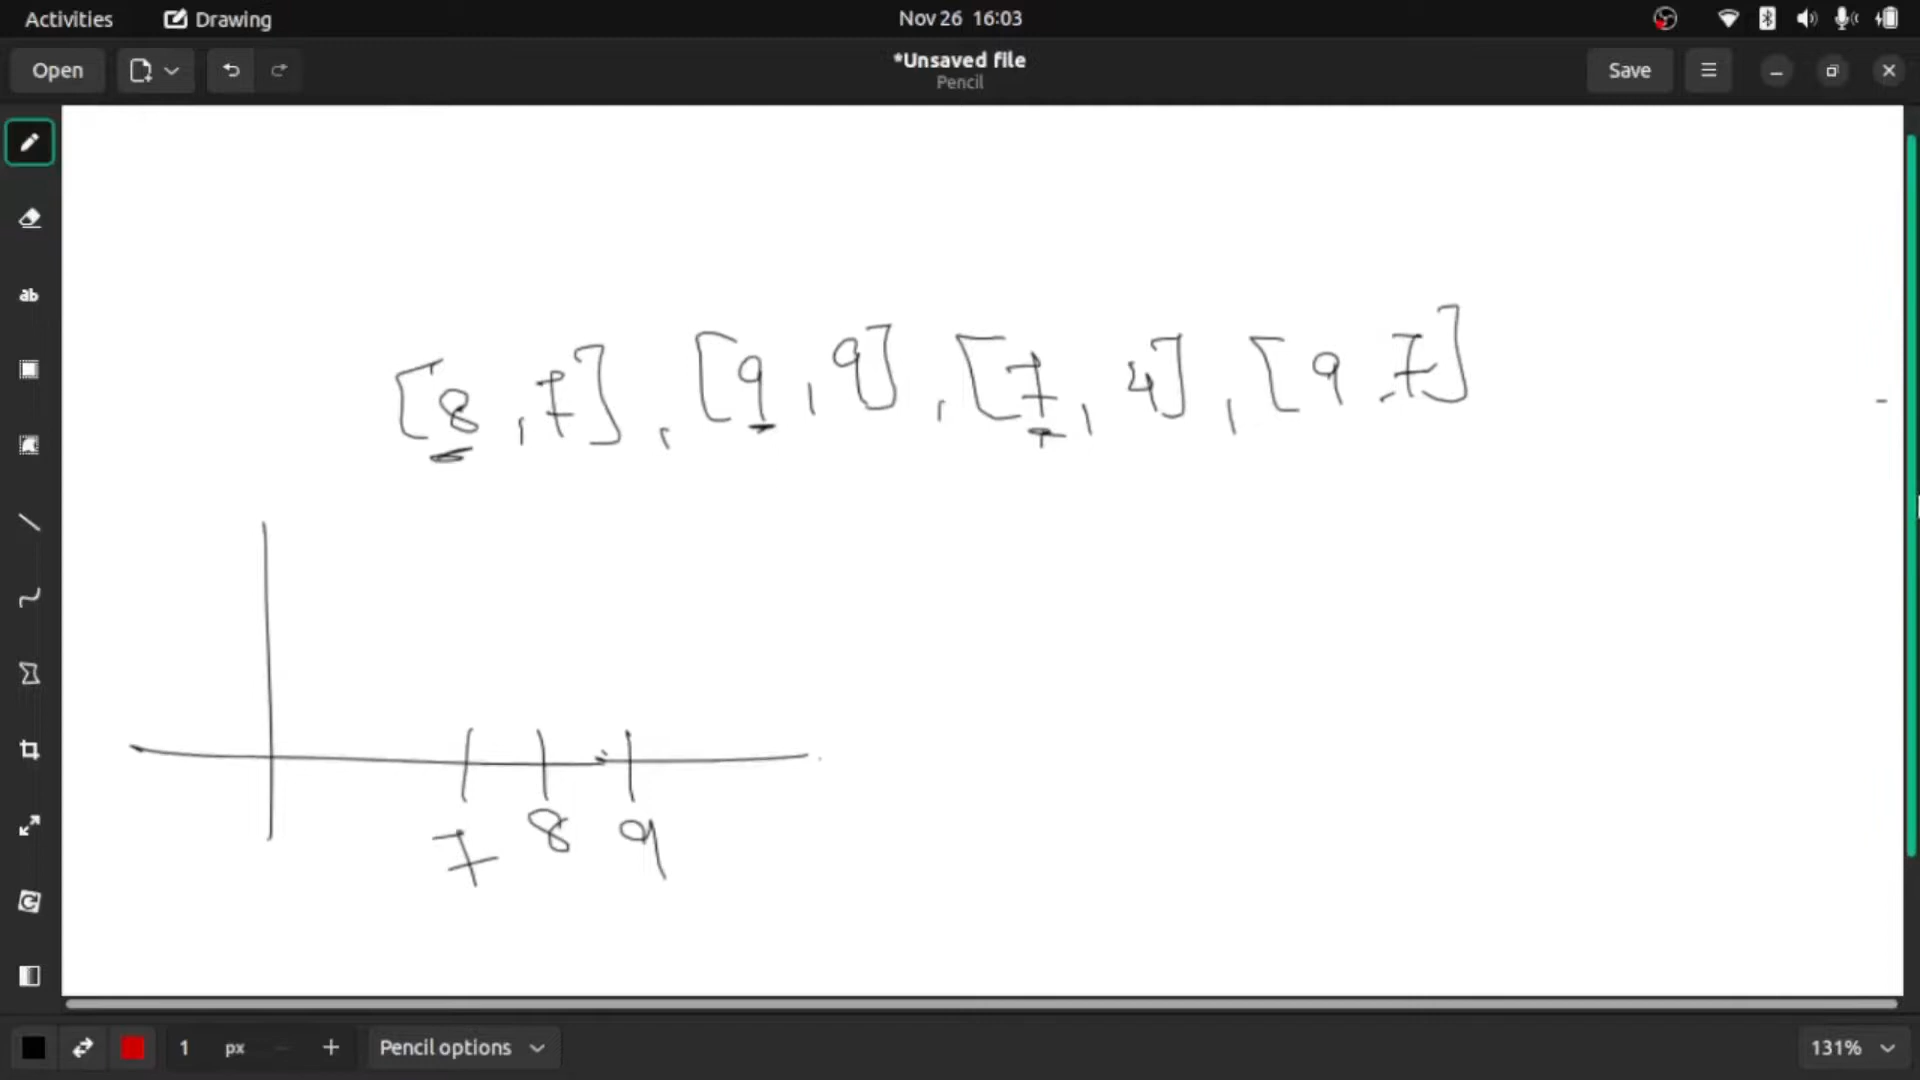 Activities Drawing Nov 26 16:03
Open *Unsaved file Save
Pencil
ab
[8,7], [9,9], [7,4], [9 7]
7 8 9
1 px - + Pencil options 131%